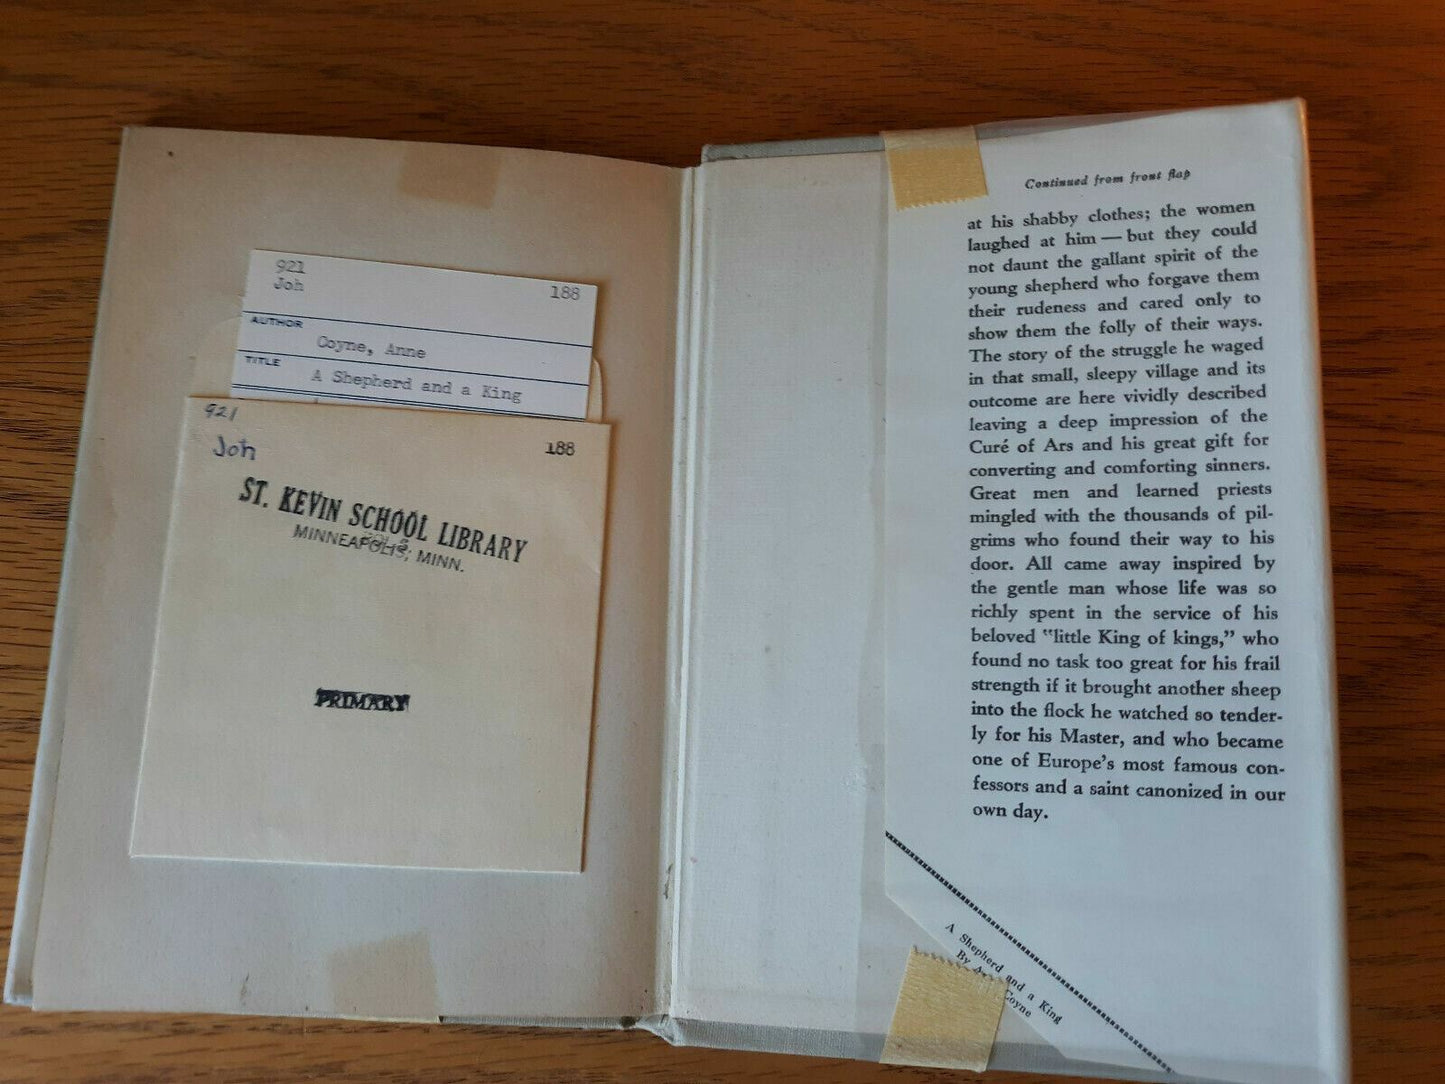 921
Joh
188
AUTHOR
Coyne, Anne
TITLE
A Shepherd and a King
921
Joh
188
ST. KEVIN SCHOOL LIBRARY
MINNEAPOLIS, MINN.
PRIMARY
Continued from front flap
at his shabby clothes; the women
laughed at him — but they could
not daunt the gallant spirit of the
young shepherd who forgave them
their rudeness and cared only to
show them the folly of their ways.
The story of the struggle he waged
in that small, sleepy village and its
outcome are here vividly described
leaving a deep impression of the
Curé of Ars and his great gift for
converting and comforting sinners.
Great men and learned priests
mingled with the thousands of pil-
grims who found their way to his
door. All came away inspired by
the gentle man whose life was so
richly spent in the service of his
beloved "little King of kings," who
found no task too great for his frail
strength if it brought another sheep
into the flock he watched so tender-
ly for his Master, and who became
one of Europe's most famous con-
fessors and a saint canonized in our
own day.
A Shepherd and a King
By Coyne